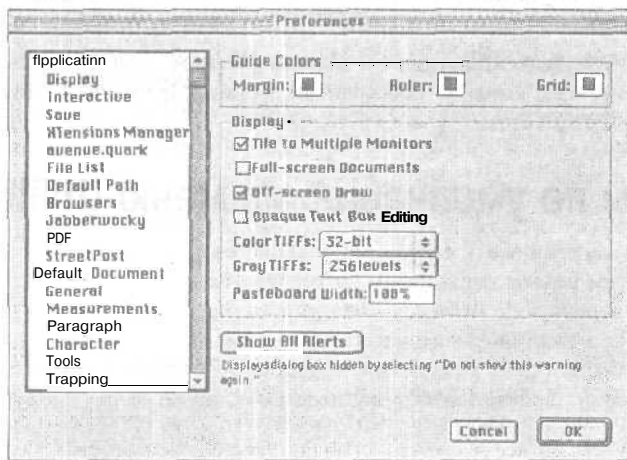 Preferences
flpplicatinn
Display
Interactive
Save
XTensions Manager
avenue.quark
File List
Default Path
Browsers
Jabberwocky
PDF
StreetPost
Default Document
General
Measurements
Paragraph
Character
Tools
Trapping
Guide Colors
Margin: Ruler: Grid:
Display
Tile to Multiple Monitors
Full-screen Documents
Off-screen Draw
Opaque Text Box Editing
Color TIFFs: 32-bit
Gray TIFFs: 256 levels
Pasteboard Width: 100%
Show All Alerts
Displays dialog box hidden by selecting "Do not show this warning
again."
Cancel OK